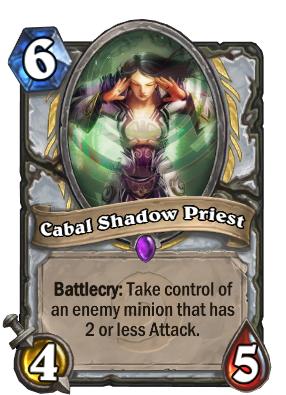 6
Cabal Shadow Priest
Battlecry: Take control of
an enemy minion that has
2 or less Attack.
4
5